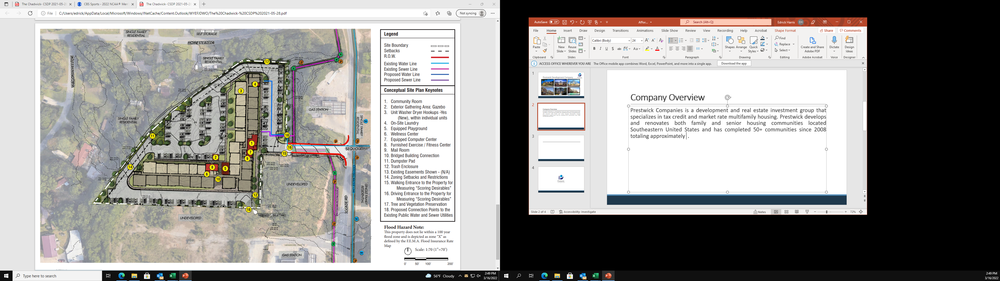 The Chadwick- CSDP 2021-05-28
CBS Sports - 2022 NCAA® Men
The Chadwick- CSDP 2021-05-28
File C:/Users/edrick/AppData/Local/Microsoft/Windows/INetCache/Content.Outlook/WYEFJDWO/The%20Chadwick-%20CSDP%202021-05-28.pdf
Not syncing
SINGLE FAMILY
RESIDENTIAL
SELF STORAGE
HOMESTEAD DR
WAGONWHEEL DR
SINGLE FAMILY
RESIDENTIAL
17
4
3
GAS STATION
SINGLE FAMILY
RESIDENTIAL
SINGLE FAMILY
RESIDENTIAL
11
18
1
16
SEQUOIA PL
7
15
2
9
14
8
5
6
10
UNDEVELOPED
EXISTING WATER LINE
EXISTING SEWER LINE
SINGLE FAMILY
RESIDENTIAL
GLADE RD
12
16
34.084007, -84.677440
UNDEVELOPED
GAS STATION
Legend
Site Boundary
Setbacks
R.O.W.
Existing Water Line
Existing Sewer Line
Proposed Water Line
Proposed Sewer Line
Conceptual Site Plan Keynotes
1. Community Room
2. Exterior Gathering Area: Gazebo
3. Unit Washer Dryer Hookups -Yes
(New), within individual units
4. On-Site Laundry
5. Equipped Playground
6. Wellness Center
7. Equipped Computer Center
8. Furnished Exercise / Fitness Center
9. Mail Room
10. Bridged Building Connection
11. Dumpster Pad
12. Trash Enclosure
13. Existing Easements Shown - (N/A)
14. Zoning Setbacks and Restrictions
15. Walking Entrance to the Property for
Measuring “Scoring Desirables”
16. Driving Entrance to the Property for
Measuring “Scoring Desirables”
17. Tree and Vegetation Preservation
18. Proposed Connection Points to the
Existing Public Water and Sewer Utilities
Flood Hazard Note:
This property does not lie within a 100 year
flood zone and is depicted as zone “X” as
defined by the F.E.M.A. Flood Insurance Rate
Map
Scale: 1:70 (1"=70')
0' 50' 100' 200'
Type here to search
56°F Cloudy
2:49 PM
3/16/2022
AutoSave Off
Affor...
Search (Alt+Q)
Edrick Harris EH
File Home Insert Draw Design Transitions Animations Slide Show Review View Recording Help Acrobat Shape Format
Share Comments
Paste
Clipboard
New
Slide
Reuse
Slides
Slides
Calibri (Body) 24
Font
Paragraph
Shapes Arrange Quick
Styles
Drawing
Find
Replace
Select
Editing
Create and Share
Adobe PDF
Adobe Acrobat
Dictate
Voice
Design
Ideas
Designer
ACCESS OFFICE WHEREVER YOU ARE The Office mobile app combines Word, Excel, PowerPoint, and more into a single app. Download the app
1
Prestwick Development Company
2
Company Overview
3
4
Prestwick
Company Overview
Prestwick Companies is a development and real estate investment group that
specializes in tax credit and market rate multifamily housing. Prestwick develops
and renovates both family and senior housing communities located
Southeastern United States and has completed 50+ communities since 2008
totaling approximately .
Slide 2 of 4 Accessibility: Investigate
Notes
72%
2:49 PM
3/16/2022